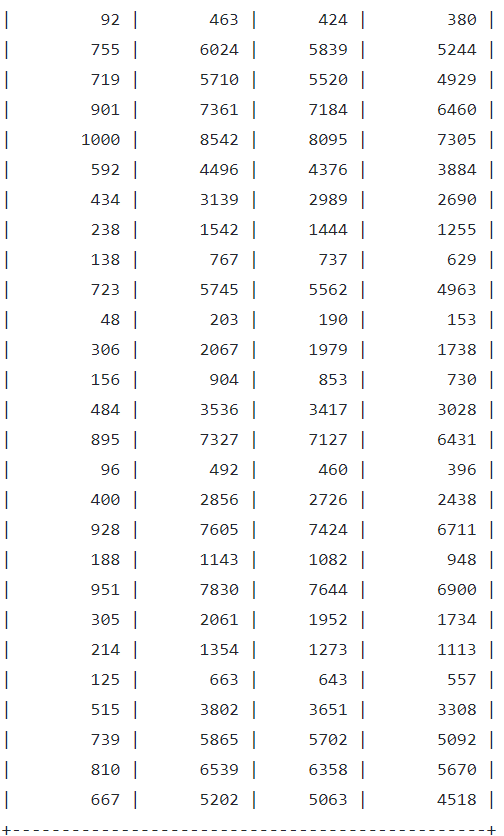 | 92 | 463 | 424 | 380 |
| 755 | 6024 | 5839 | 5244 |
| 719 | 5710 | 5520 | 4929 |
| 901 | 7361 | 7184 | 6460 |
| 1000 | 8542 | 8095 | 7305 |
| 592 | 4496 | 4376 | 3884 |
| 434 | 3139 | 2989 | 2690 |
| 238 | 1542 | 1444 | 1255 |
| 138 | 767 | 737 | 629 |
| 723 | 5745 | 5562 | 4963 |
| 48 | 203 | 190 | 153 |
| 306 | 2067 | 1979 | 1738 |
| 156 | 904 | 853 | 730 |
| 484 | 3536 | 3417 | 3028 |
| 895 | 7327 | 7127 | 6431 |
| 96 | 492 | 460 | 396 |
| 400 | 2856 | 2726 | 2438 |
| 928 | 7605 | 7424 | 6711 |
| 188 | 1143 | 1082 | 948 |
| 951 | 7830 | 7644 | 6900 |
| 305 | 2061 | 1952 | 1734 |
| 214 | 1354 | 1273 | 1113 |
| 125 | 663 | 643 | 557 |
| 515 | 3802 | 3651 | 3308 |
| 739 | 5865 | 5702 | 5092 |
| 810 | 6539 | 6358 | 5670 |
| 667 | 5202 | 5063 | 4518 |
+------------------------------------------------+